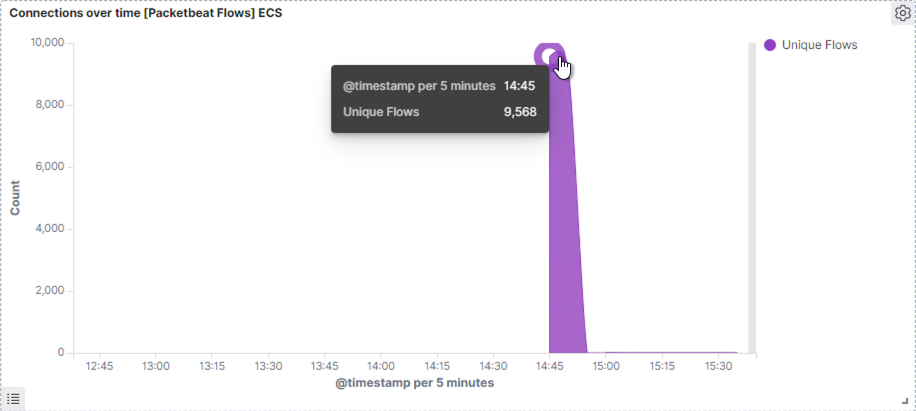 Connections over time [Packetbeat Flows] ECS
Unique Flows
10,000
8,000
6,000
4,000
2,000
0
Count
@timestamp per 5 minutes 14:45
Unique Flows 9,568
12:45 13:00 13:15 13:30 13:45 14:00 14:15 14:30 14:45 15:00 15:15 15:30
@timestamp per 5 minutes